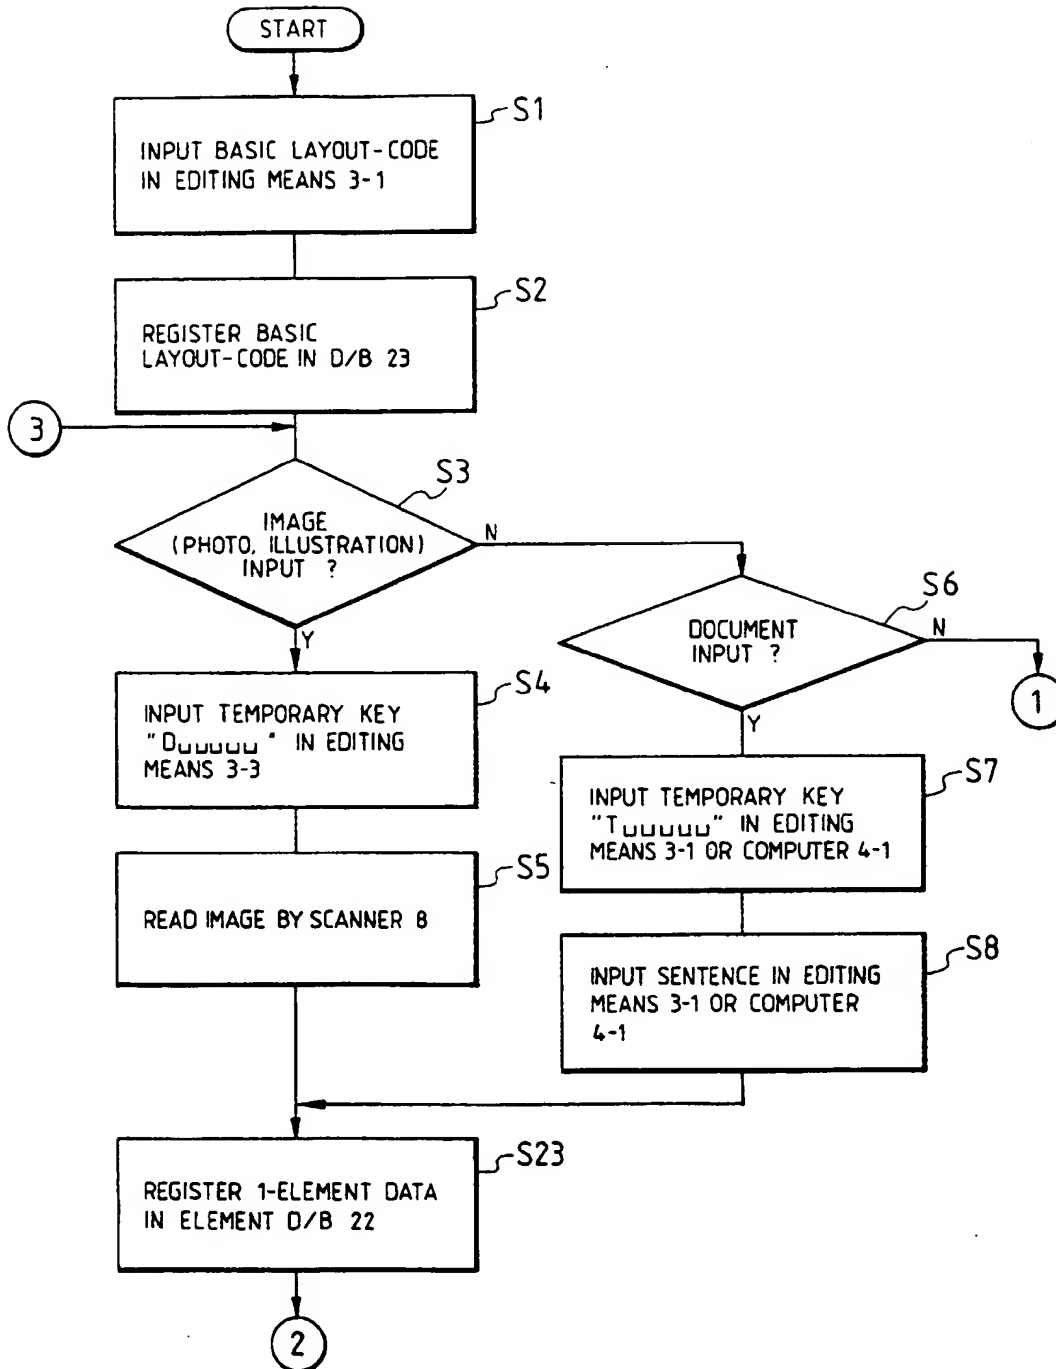 START
S1
INPUT BASIC LAYOUT-CODE
IN EDITING MEANS 3-1
S2
REGISTER BASIC
LAYOUT-CODE IN D/B 23
3
S3
IMAGE
(PHOTO, ILLUSTRATION)
INPUT ?
N
Y
S6
DOCUMENT
INPUT ?
N
Y
1
S4
INPUT TEMPORARY KEY
"D␣␣␣␣␣" IN EDITING
MEANS 3-3
S7
INPUT TEMPORARY KEY
"T␣␣␣␣␣" IN EDITING
MEANS 3-1 OR COMPUTER 4-1
S5
READ IMAGE BY SCANNER 8
S8
INPUT SENTENCE IN EDITING
MEANS 3-1 OR COMPUTER
4-1
S23
REGISTER 1-ELEMENT DATA
IN ELEMENT D/B 22
2